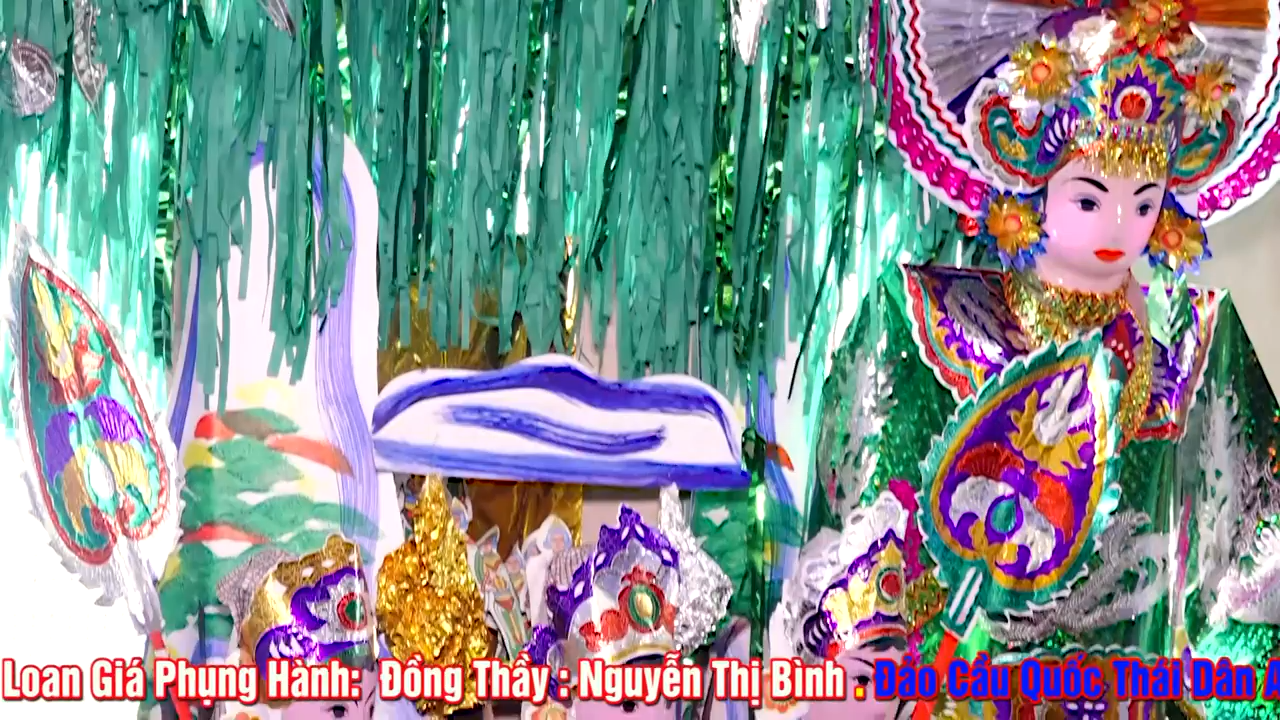 Loan Giá Phụng Hành: Đồng Thầy : Nguyễn Thị Bình . Đảo Cầu Quốc Thái Dân